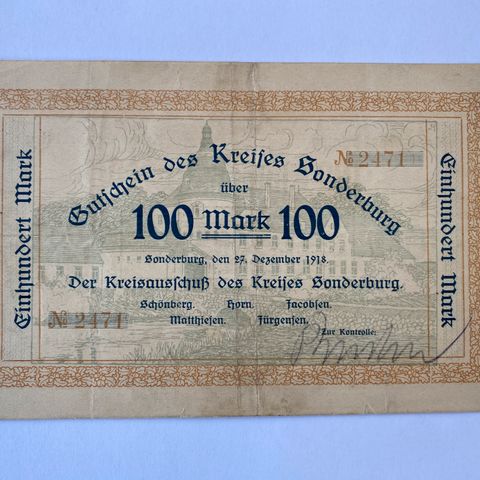 Gutschein des Kreises Sonderburg
№ 2471
über
100 Mark 100
Sonderburg, den 27. Dezember 1918.
Der Kreisausschuß des Kreises Sonderburg.
Schönberg. Horn. Jacobsen.
Matthiesen. Jürgensen.
Zur Kontrolle:
№ 2471
Einhundert Mark
Einhundert Mark